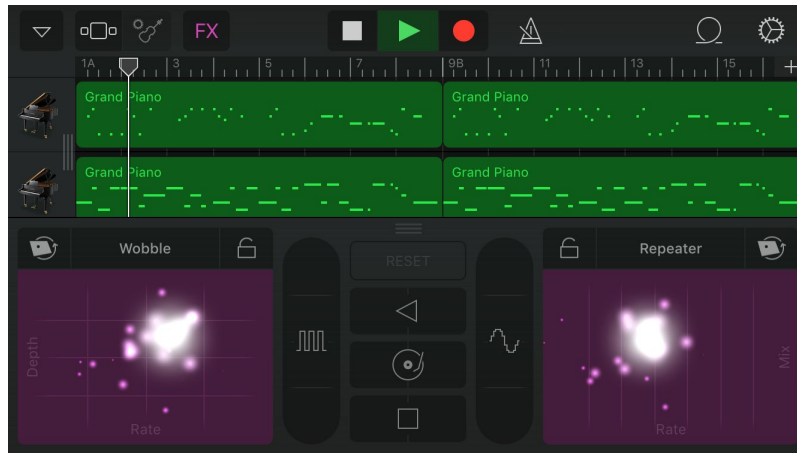 FX
1A 3 5 7 9B 11 13 15
Grand Piano Grand Piano
Grand Piano Grand Piano
Wobble RESET Repeater
Depth Mix
Rate Rate